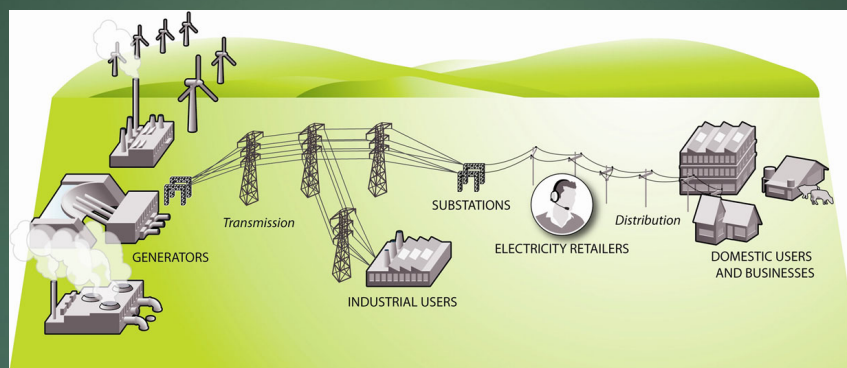 Transmission
GENERATORS
SUBSTATIONS
Distribution
ELECTRICITY RETAILERS
DOMESTIC USERS
AND BUSINESSES
INDUSTRIAL USERS